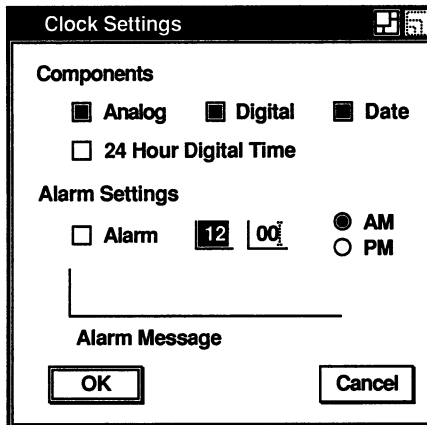 Clock Settings
Components
Analog Digital Date
24 Hour Digital Time
Alarm Settings
Alarm 12 00 AM
PM
Alarm Message
OK Cancel